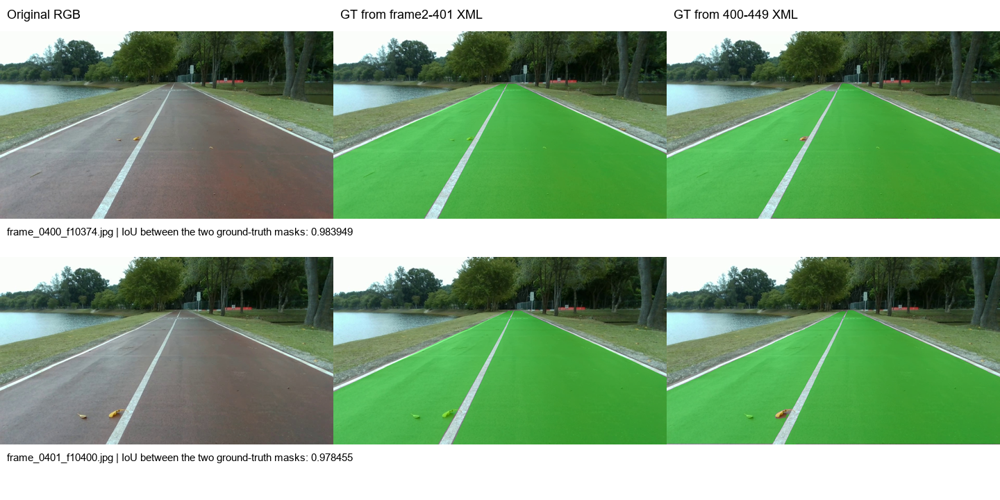 Original RGB
GT from frame2-401 XML
GT from 400-449 XML
frame_0400_f10374.jpg | IoU between the two ground-truth masks: 0.983949
frame_0401_f10400.jpg | IoU between the two ground-truth masks: 0.978455